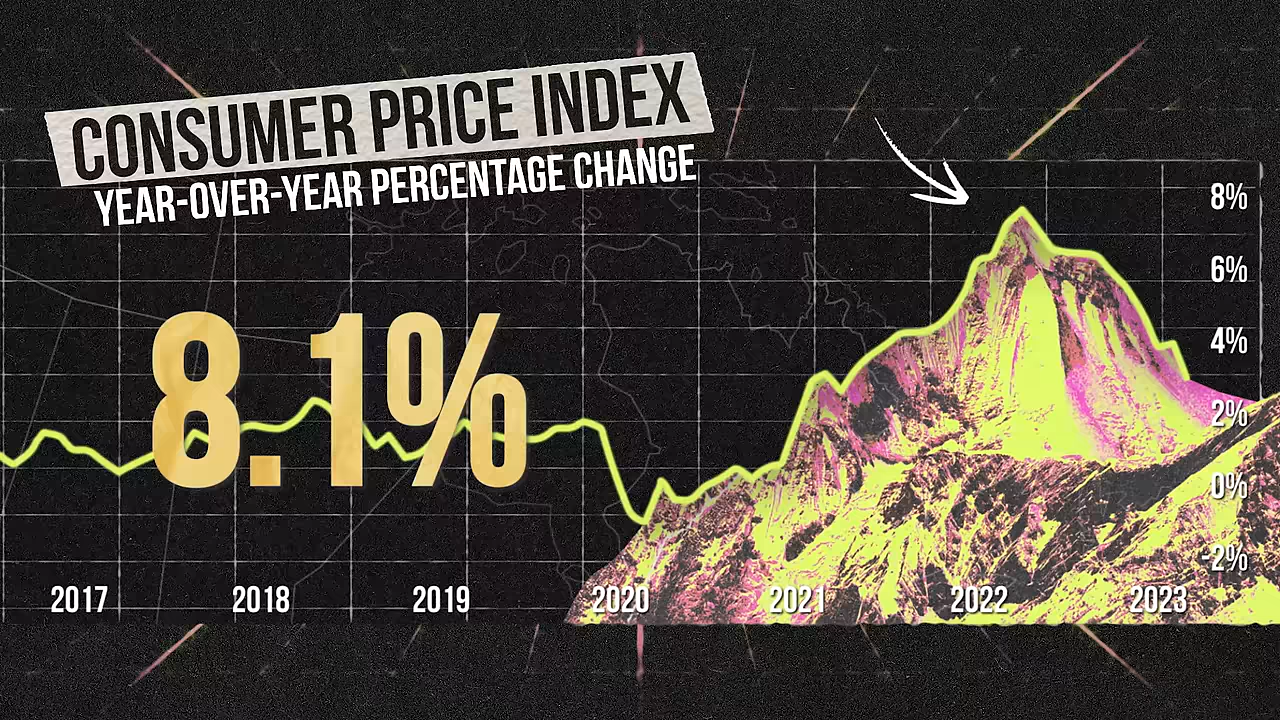 CONSUMER PRICE INDEX
YEAR-OVER-YEAR PERCENTAGE CHANGE
8.1%
8%
6%
4%
2%
0%
-2%
2017 2018 2019 2020 2021 2022 2023